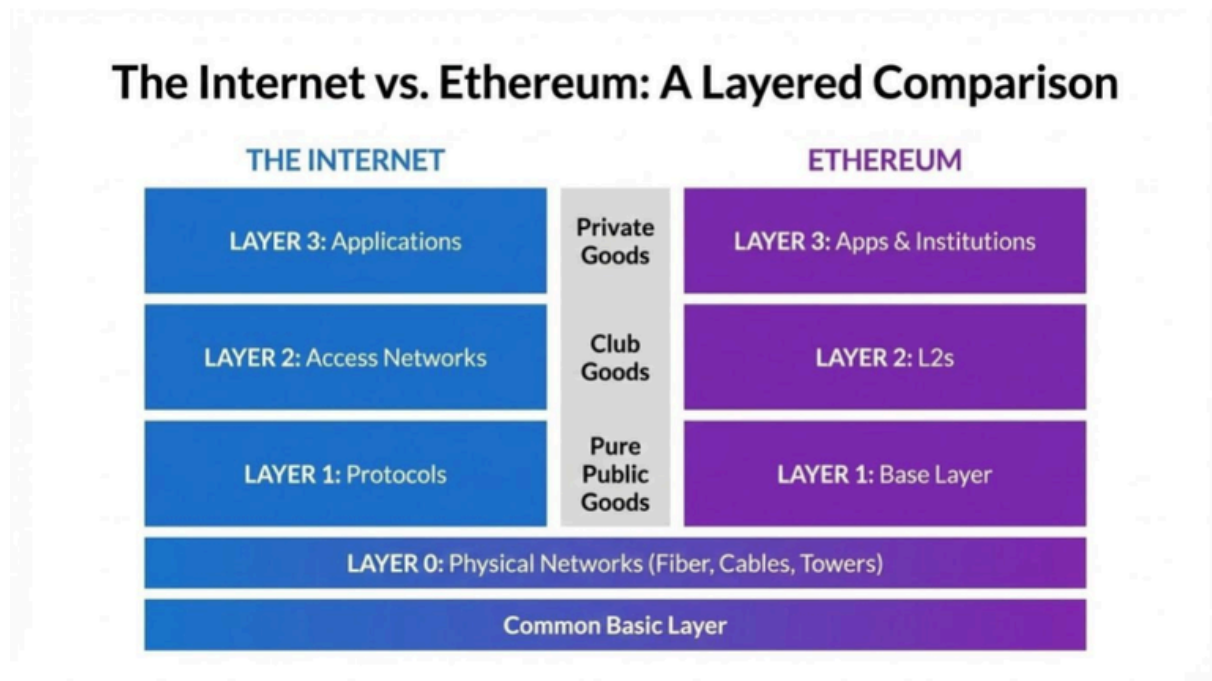 The Internet vs. Ethereum: A Layered Comparison
THE INTERNET
ETHEREUM
LAYER 3: Applications
Private
Goods
LAYER 3: Apps & Institutions
LAYER 2: Access Networks
Club
Goods
LAYER 2: L2s
LAYER 1: Protocols
Pure
Public
Goods
LAYER 1: Base Layer
LAYER 0: Physical Networks (Fiber, Cables, Towers)
Common Basic Layer